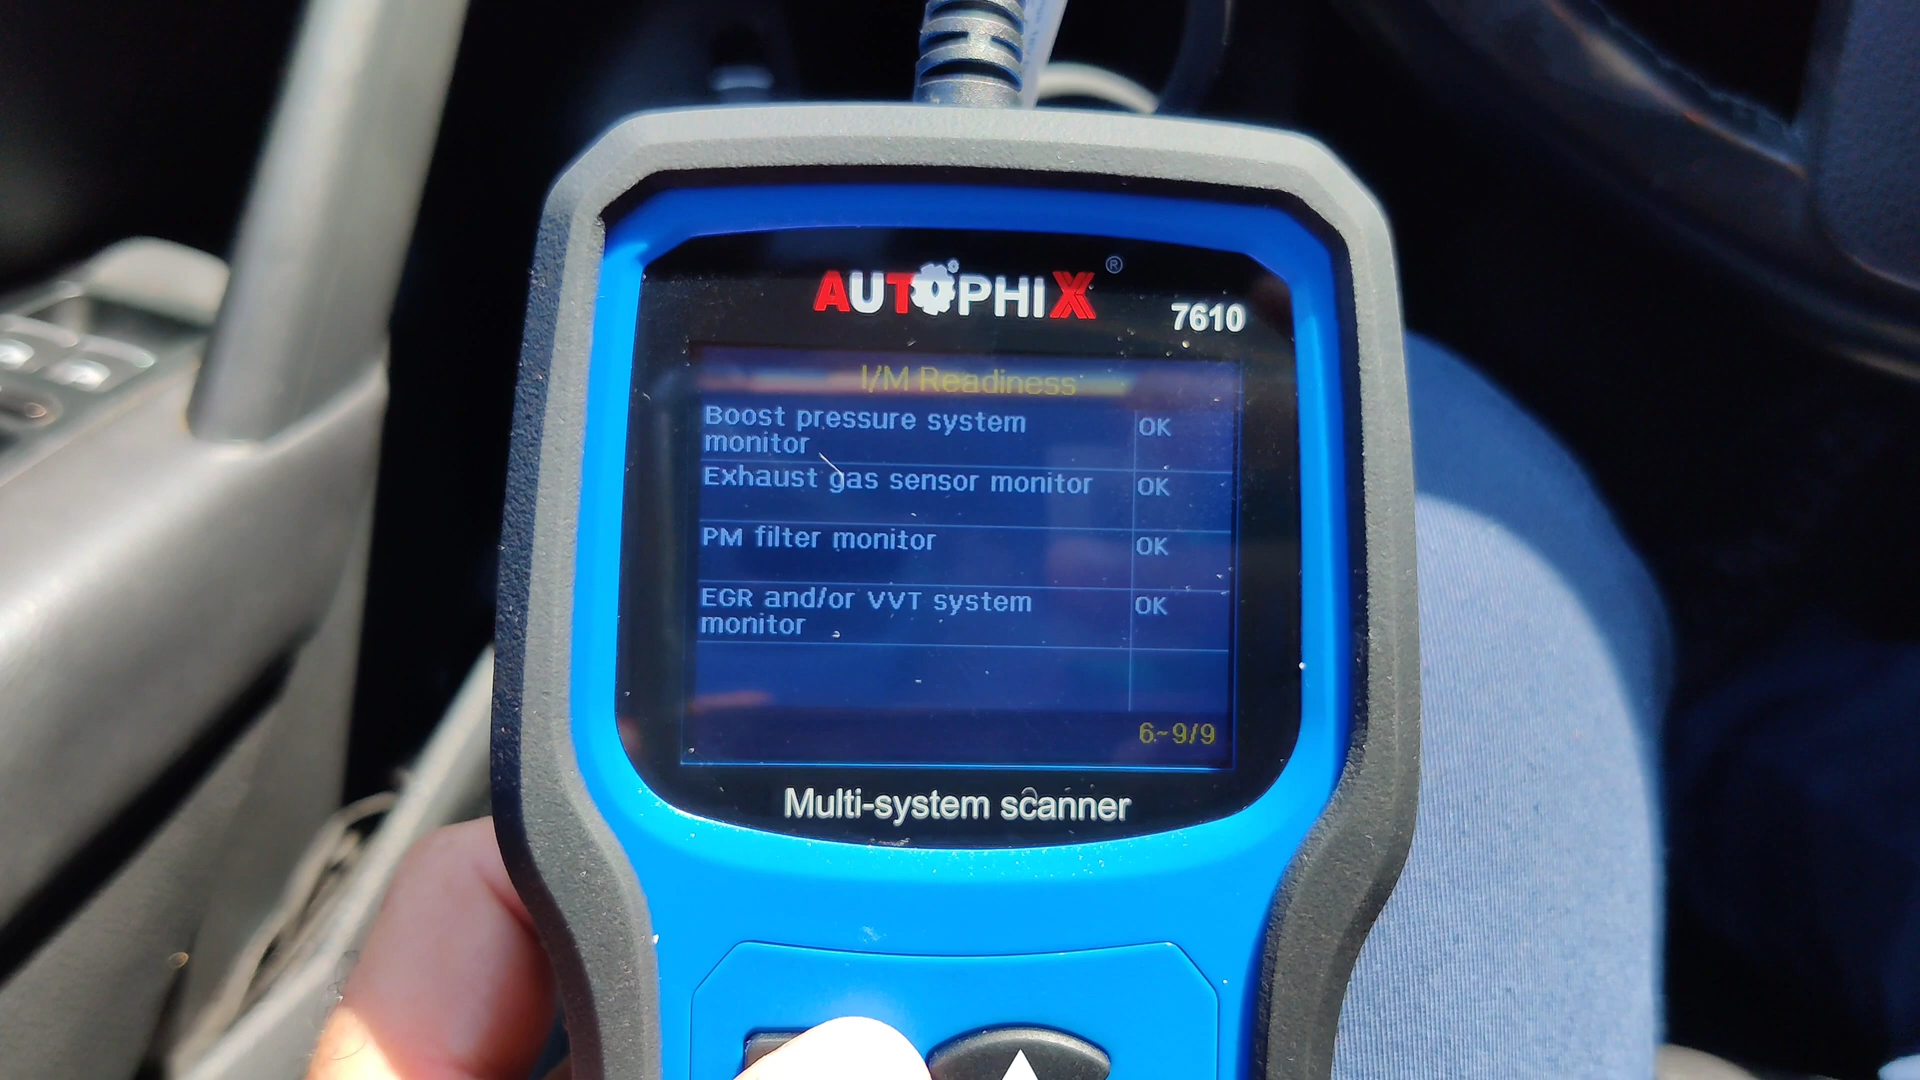 AUTOPHIX ®
7610
I/M Readiness
Boost pressure system
monitor
OK
Exhaust gas sensor monitor
OK
PM filter monitor
OK
EGR and/or VVT system
monitor
OK
6~9/9
Multi-system scanner